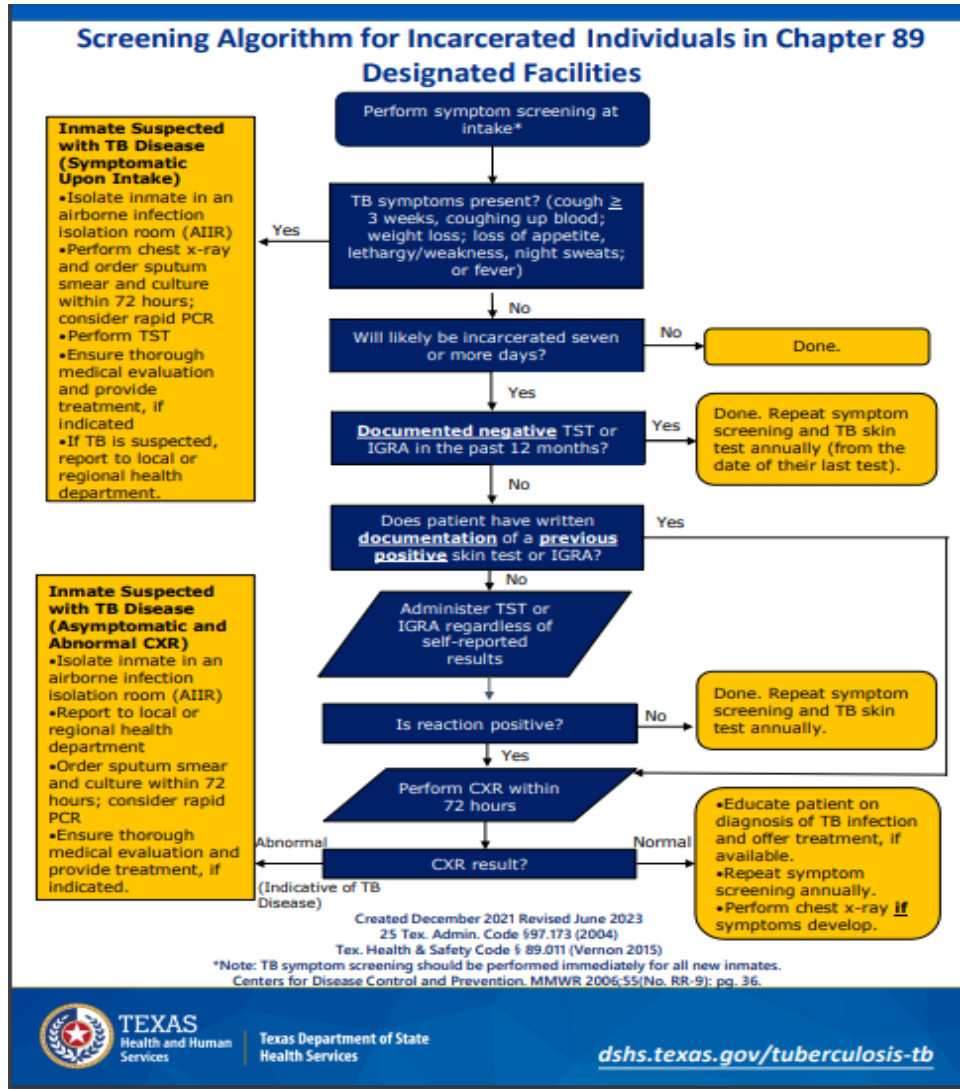 Screening Algorithm for Incarcerated Individuals in Chapter 89
Designated Facilities
Perform symptom screening at
intake*
Inmate Suspected
with TB Disease
(Symptomatic
Upon Intake)
•Isolate inmate in an
airborne infection
isolation room (AIIR)
•Perform chest x-ray
and order sputum
smear and culture
within 72 hours;
consider rapid PCR
•Perform TST
•Ensure thorough
medical evaluation
and provide
treatment, if
indicated
•If TB is suspected,
report to local or
regional health
department.
Yes
TB symptoms present? (cough ≥
3 weeks, coughing up blood;
weight loss; loss of appetite,
lethargy/weakness, night sweats;
or fever)
No
Will likely be incarcerated seven
or more days?
No
Done.
Yes
Documented negative TST or
IGRA in the past 12 months?
Yes
Done. Repeat symptom
screening and TB skin
test annually (from the
date of their last test).
No
Does patient have written
documentation of a previous
positive skin test or IGRA?
Yes
No
Administer TST or
IGRA regardless of
self-reported
results
Is reaction positive?
No
Done. Repeat symptom
screening and TB skin
test annually.
Yes
Perform CXR within
72 hours
CXR result?
Abnormal
(Indicative of TB
Disease)
Normal
Inmate Suspected
with TB Disease
(Asymptomatic and
Abnormal CXR)
•Isolate inmate in an
airborne infection
isolation room (AIIR)
•Report to local or
regional health
department
•Order sputum smear
and culture within 72
hours; consider rapid
PCR
•Ensure thorough
medical evaluation and
provide treatment, if
indicated.
•Educate patient on
diagnosis of TB infection
and offer treatment, if
available.
•Repeat symptom
screening annually.
•Perform chest x-ray if
symptoms develop.
Created December 2021 Revised June 2023
25 Tex. Admin. Code §97.173 (2004)
Tex. Health & Safety Code § 89.011 (Vernon 2015)
*Note: TB symptom screening should be performed immediately for all new inmates.
Centers for Disease Control and Prevention. MMWR 2006;55(No. RR-9): pg. 36.
TEXAS
Health and Human
Services
Texas Department of State
Health Services
dshs.texas.gov/tuberculosis-tb